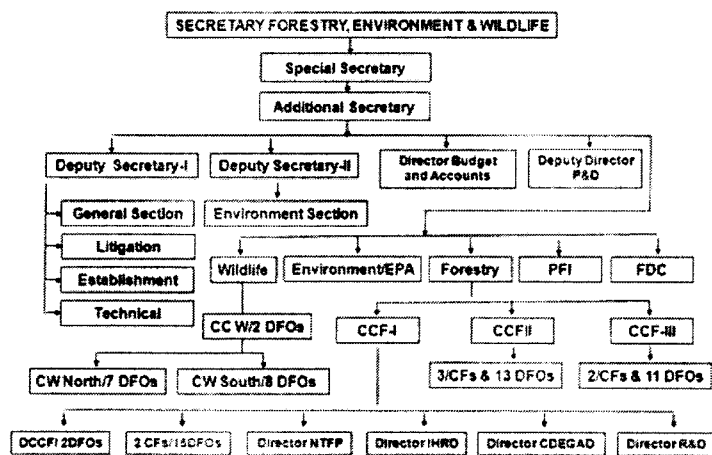 SECRETARY FORESTRY, ENVIRONMENT & WILDLIFE
Special Secretary
Additional Secretary
Deputy Secretary-I
Deputy Secretary-II
Director Budget
and Accounts
Deputy Director
P&D
General Section
Environment Section
Litigation
Establishment
Technical
Wildlife
Environment/EPA
Forestry
PFI
FDC
CC W/2 DFOs
CCF-I
CCFII
CCF-III
CW North/7 DFOs
CW South/8 DFOs
3/CFs & 13 DFOs
2/CFs & 11 DFOs
DCCF/ 2DFOs
2 CFs/15DFOs
Director NTFP
Director IHRD
Director CDEGAD
Director R&D